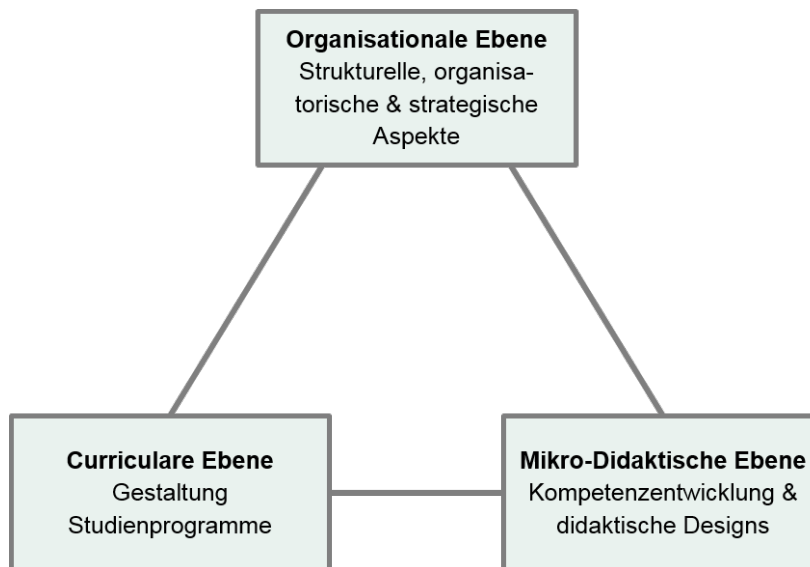 Organisationale Ebene
Strukturelle, organisa-
torische & strategische
Aspekte
Curriculare Ebene
Gestaltung
Studienprogramme
Mikro-Didaktische Ebene
Kompetenzentwicklung &
didaktische Designs